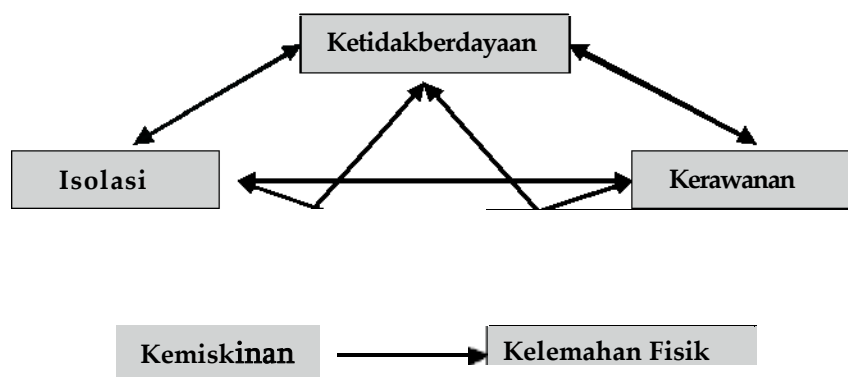 Ketidakberdayaan
Isolasi
Kerawanan
Kemiskinan
Kelemahan Fisik